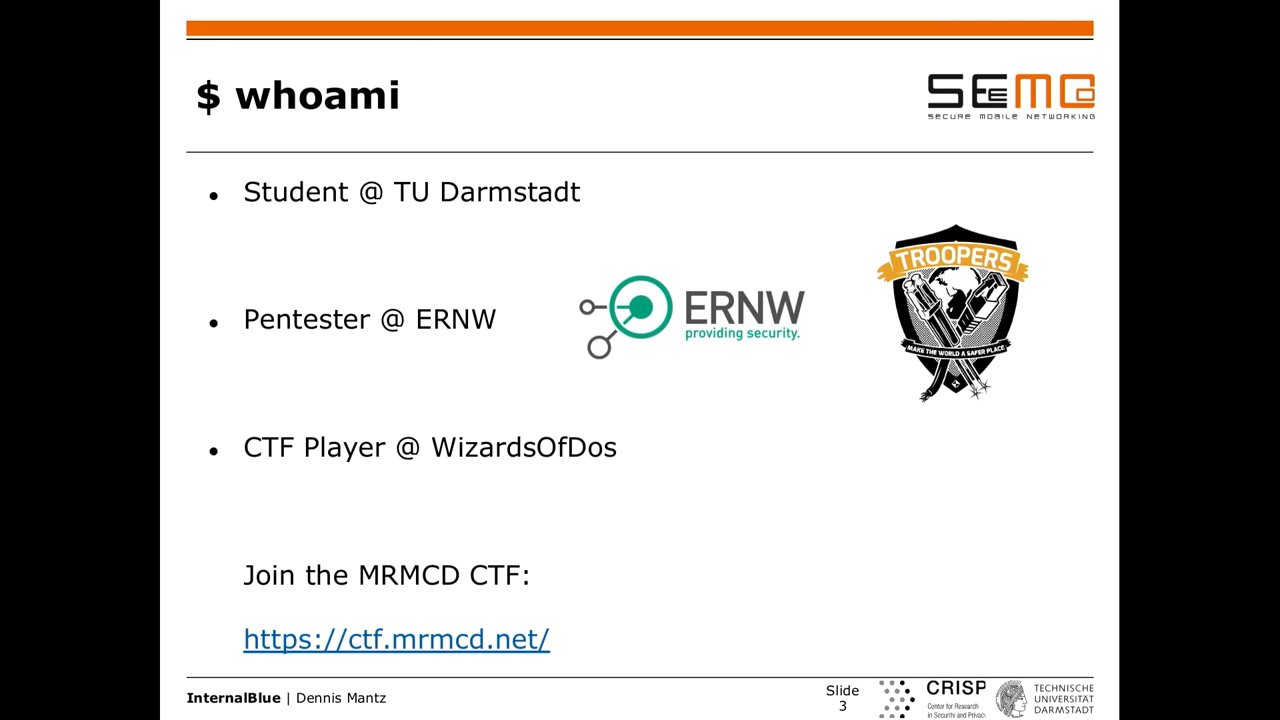 $ whoami
SEEMOO
SECURE MOBILE NETWORKING
Student @ TU Darmstadt
TROOPERS
MAKE THE WORLD A SAFER PLACE
Pentester @ ERNW
ERNW
providing security.
CTF Player @ WizardsOfDos
Join the MRMCD CTF:
https://ctf.mrmcd.net/
InternalBlue | Dennis Mantz
Slide
3
CRISP
Center for Research
in Security and Privac
TECHNISCHE
UNIVERSITÄT
DARMSTADT